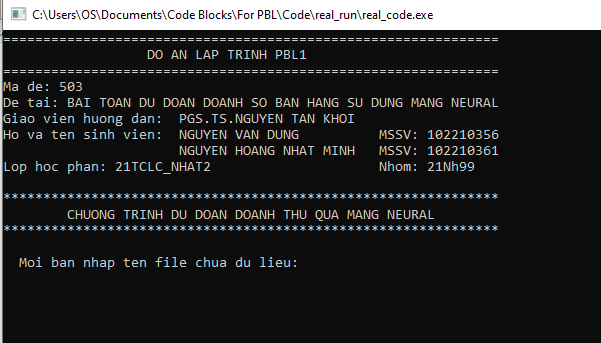 C:\Users\OS\Documents\Code Blocks\For PBL\Code\real_run\real_code.exe
==============================================================
DO AN LAP TRINH PBL1
==============================================================
Ma de: 503
De tai: BAI TOAN DU DOAN DOANH SO BAN HANG SU DUNG MANG NEURAL
Giao vien huong dan: PGS.TS.NGUYEN TAN KHOI
Ho va ten sinh vien: NGUYEN VAN DUNG MSSV: 102210356
NGUYEN HOANG NHAT MINH MSSV: 102210361
Lop hoc phan: 21TCLC_NHAT2 Nhom: 21Nh99
**************************************************************
CHUONG TRINH DU DOAN DOANH THU QUA MANG NEURAL
**************************************************************
Moi ban nhap ten file chua du lieu: